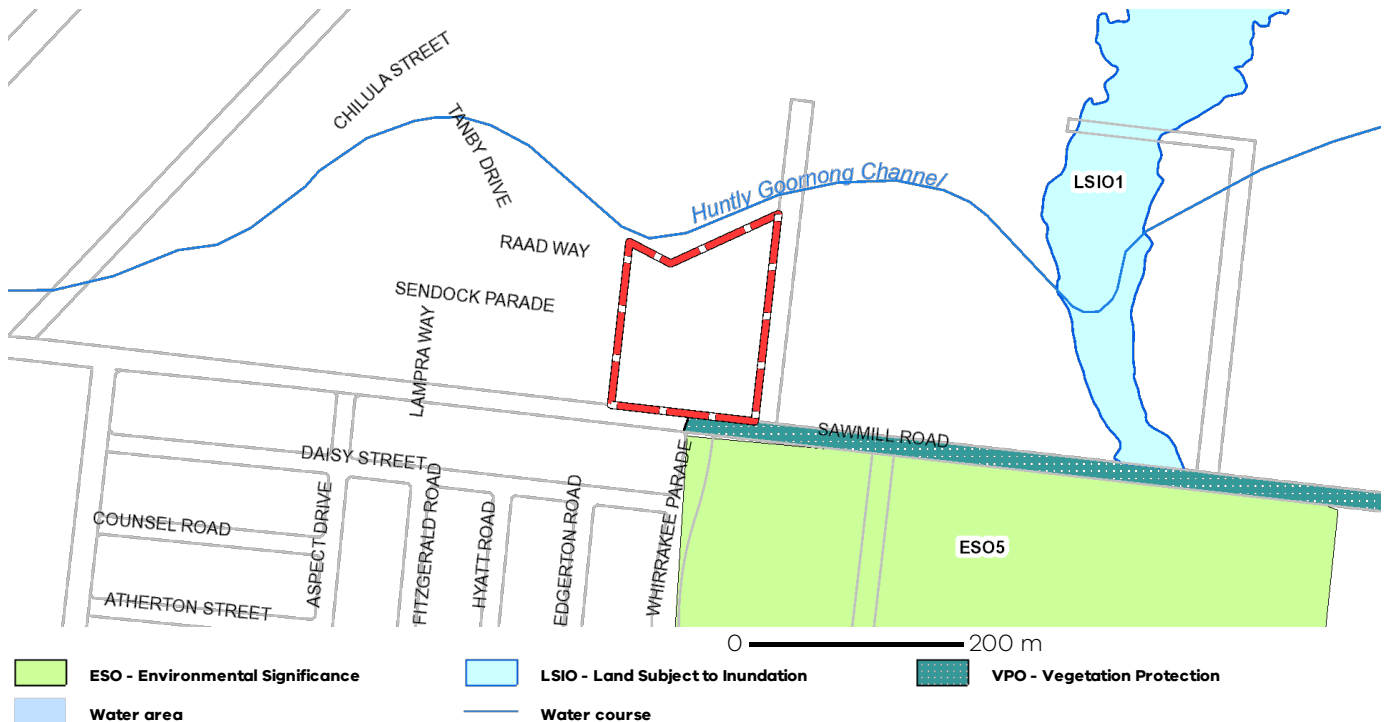 CHILULA STREET
TANBY DRIVE
Huntly Goornong Channel
LSIO1
RAAD WAY
SENDOCK PARADE
LAMPRA WAY
SAWMILL ROAD
DAISY STREET
COUNSEL ROAD
ASPECT DRIVE
FITZGERALD ROAD
HYATT ROAD
EDGERTON ROAD
WHIRRAKEE PARADE
ESO5
ATHERTON STREET
0 200 m
ESO - Environmental Significance
LSIO - Land Subject to Inundation
VPO - Vegetation Protection
Water area
Water course